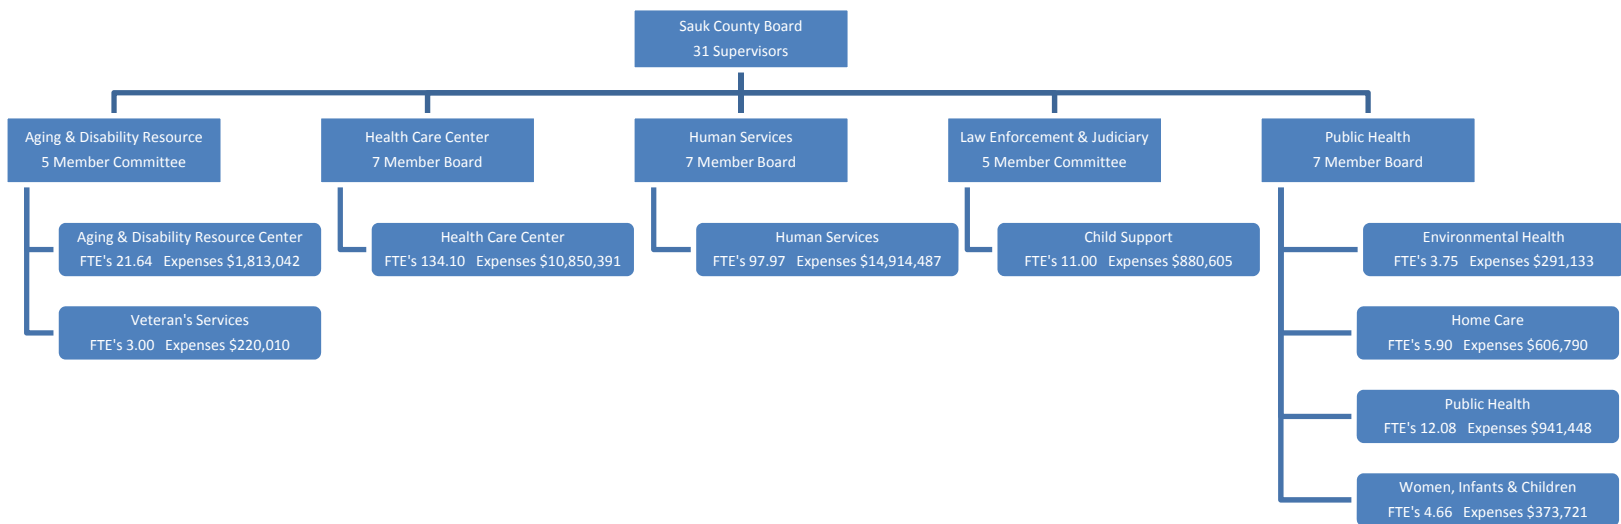 Sauk County Board
31 Supervisors
Aging & Disability Resource
5 Member Committee
Health Care Center
7 Member Board
Human Services
7 Member Board
Law Enforcement & Judiciary
5 Member Committee
Public Health
7 Member Board
Aging & Disability Resource Center
FTE's 21.64 Expenses $1,813,042
Veteran's Services
FTE's 3.00 Expenses $220,010
Health Care Center
FTE's 134.10 Expenses $10,850,391
Human Services
FTE's 97.97 Expenses $14,914,487
Child Support
FTE's 11.00 Expenses $880,605
Environmental Health
FTE's 3.75 Expenses $291,133
Home Care
FTE's 5.90 Expenses $606,790
Public Health
FTE's 12.08 Expenses $941,448
Women, Infants & Children
FTE's 4.66 Expenses $373,721